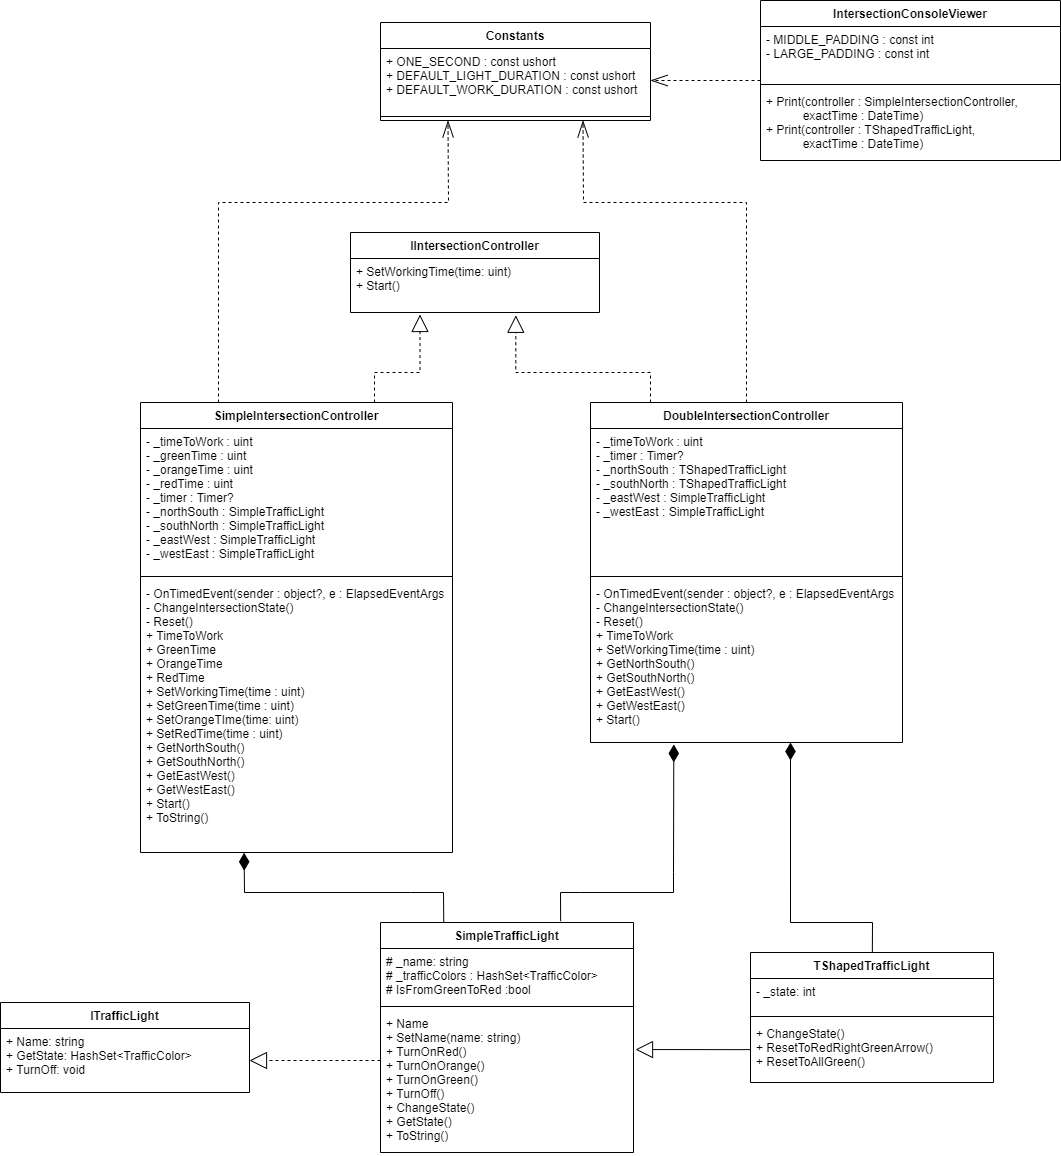 IntersectionConsoleViewer
- MIDDLE_PADDING : const int
- LARGE_PADDING : const int
+ Print(controller : SimpleIntersectionController,
exactTime : DateTime)
+ Print(controller : TShapedTrafficLight,
exactTime : DateTime)
Constants
+ ONE_SECOND : const ushort
+ DEFAULT_LIGHT_DURATION : const ushort
+ DEFAULT_WORK_DURATION : const ushort
IIntersectionController
+ SetWorkingTime(time: uint)
+ Start()
SimpleIntersectionController
- _timeToWork : uint
- _greenTime : uint
- _orangeTime : uint
- _redTime : uint
- _timer : Timer?
- _northSouth : SimpleTrafficLight
- _southNorth : SimpleTrafficLight
- _eastWest : SimpleTrafficLight
- _westEast : SimpleTrafficLight
- OnTimedEvent(sender : object?, e : ElapsedEventArgs
- ChangeIntersectionState()
- Reset()
+ TimeToWork
+ GreenTime
+ OrangeTime
+ RedTime
+ SetWorkingTime(time : uint)
+ SetGreenTime(time : uint)
+ SetOrangeTIme(time: uint)
+ SetRedTime(time : uint)
+ GetNorthSouth()
+ GetSouthNorth()
+ GetEastWest()
+ GetWestEast()
+ Start()
+ ToString()
DoubleIntersectionController
- _timeToWork : uint
- _timer : Timer?
- _northSouth : TShapedTrafficLight
- _southNorth : TShapedTrafficLight
- _eastWest : SimpleTrafficLight
- _westEast : SimpleTrafficLight
- OnTimedEvent(sender : object?, e : ElapsedEventArgs
- ChangeIntersectionState()
- Reset()
+ TimeToWork
+ SetWorkingTime(time : uint)
+ GetNorthSouth()
+ GetSouthNorth()
+ GetEastWest()
+ GetWestEast()
+ Start()
SimpleTrafficLight
# _name: string
# _trafficColors : HashSet<TrafficColor>
# IsFromGreenToRed :bool
+ Name
+ SetName(name: string)
+ TurnOnRed()
+ TurnOnOrange()
+ TurnOnGreen()
+ TurnOff()
+ ChangeState()
+ GetState()
+ ToString()
TShapedTrafficLight
- _state: int
+ ChangeState()
+ ResetToRedRightGreenArrow()
+ ResetToAllGreen()
ITrafficLight
+ Name: string
+ GetState: HashSet<TrafficColor>
+ TurnOff: void